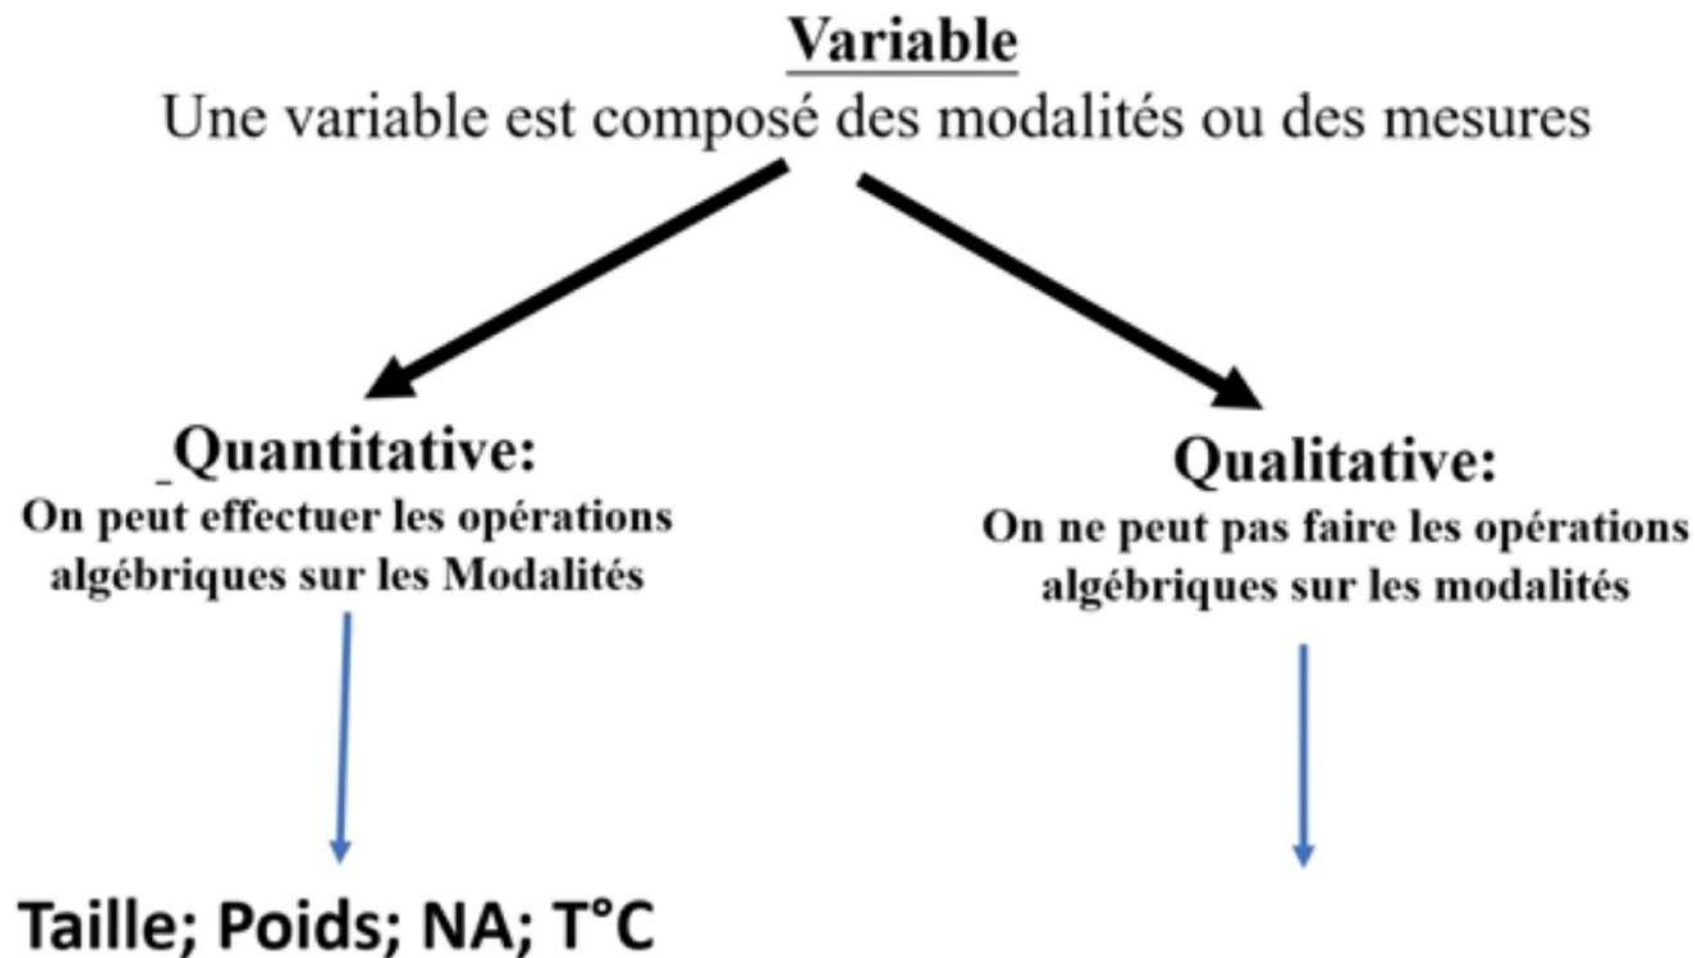 Variable
Une variable est composé des modalités ou des mesures
Quantitative:
On peut effectuer les opérations
algébriques sur les Modalités
Qualitative:
On ne peut pas faire les opérations
algébriques sur les modalités
Taille; Poids; NA; T°C